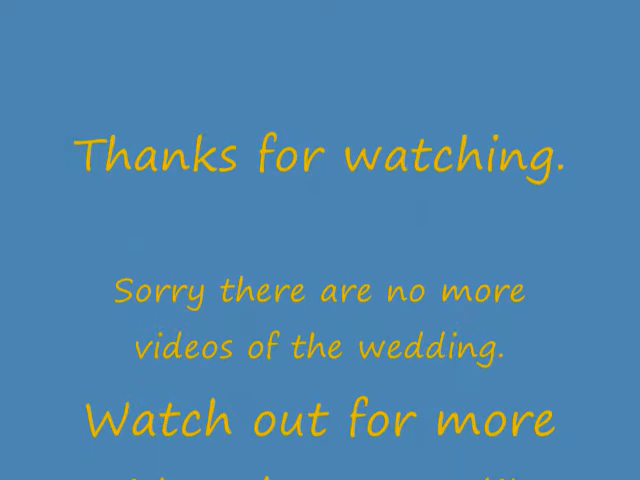 Thanks for watching.
Sorry there are no more
videos of the wedding.
Watch out for more